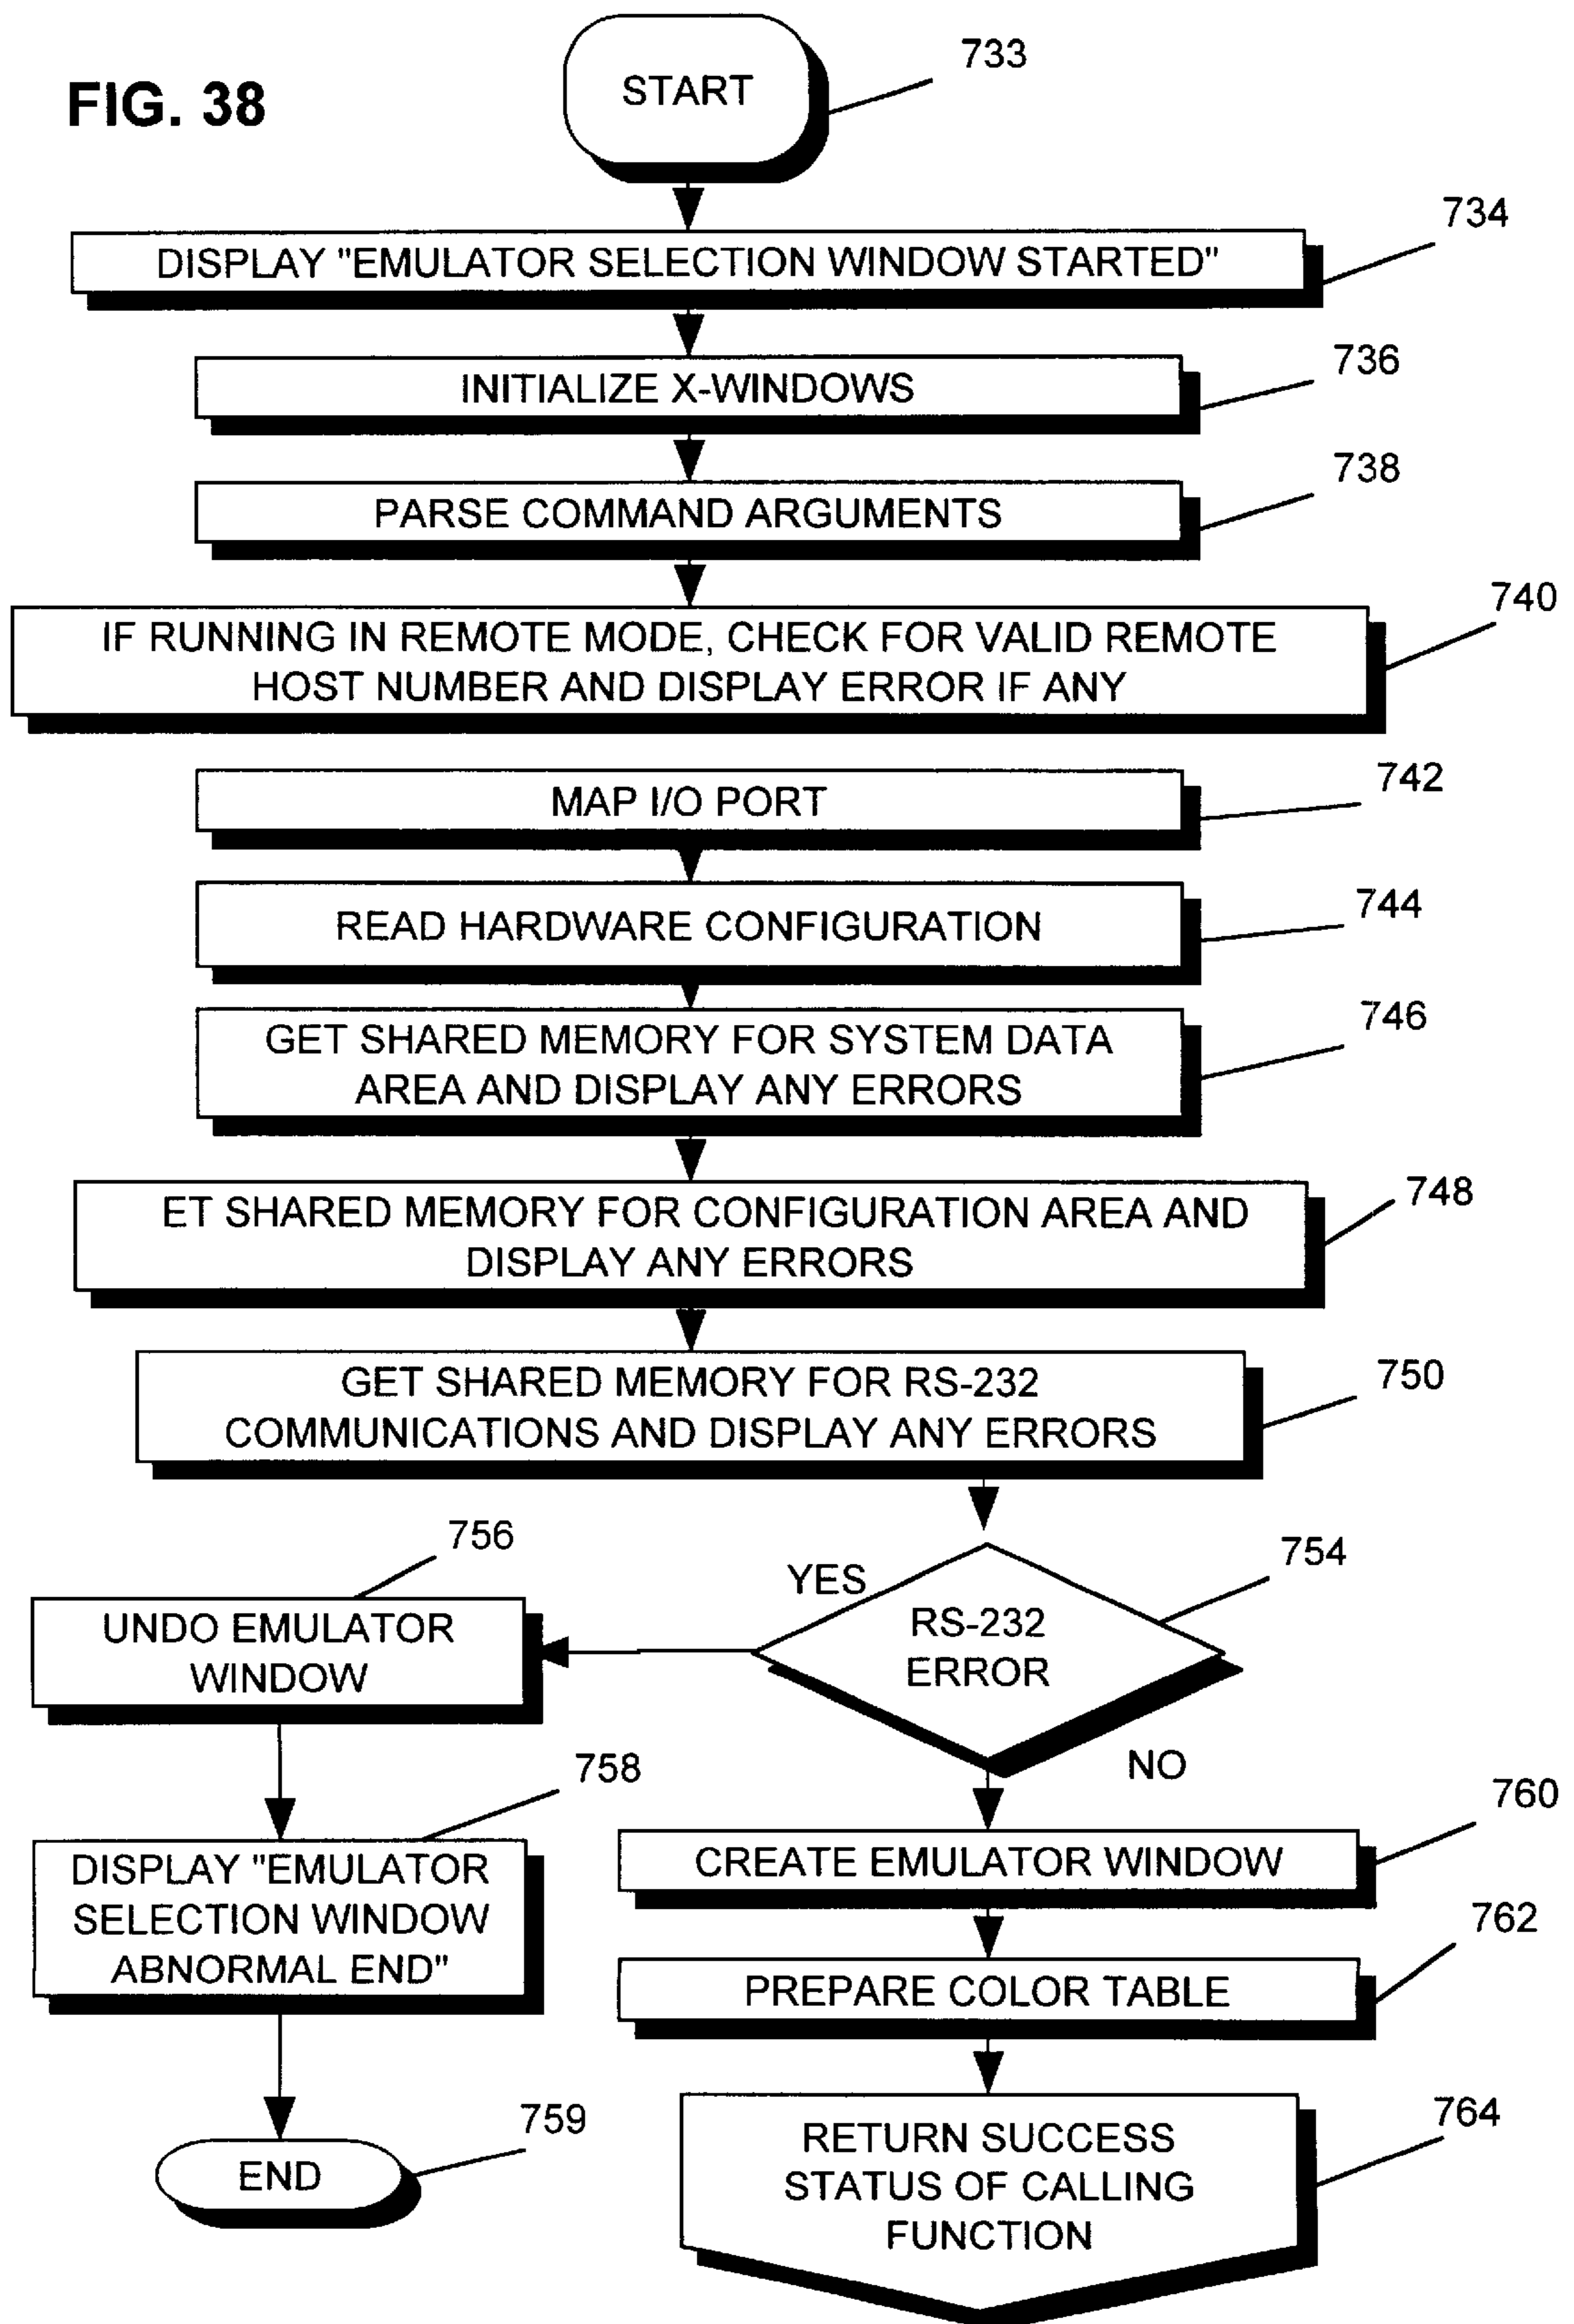 FIG. 38
START
733
DISPLAY "EMULATOR SELECTION WINDOW STARTED"
734
INITIALIZE X-WINDOWS
736
PARSE COMMAND ARGUMENTS
738
IF RUNNING IN REMOTE MODE, CHECK FOR VALID REMOTE
HOST NUMBER AND DISPLAY ERROR IF ANY
740
MAP I/O PORT
742
READ HARDWARE CONFIGURATION
744
GET SHARED MEMORY FOR SYSTEM DATA
AREA AND DISPLAY ANY ERRORS
746
ET SHARED MEMORY FOR CONFIGURATION AREA AND
DISPLAY ANY ERRORS
748
GET SHARED MEMORY FOR RS-232
COMMUNICATIONS AND DISPLAY ANY ERRORS
750
RS-232
ERROR
754
YES
UNDO EMULATOR
WINDOW
756
DISPLAY "EMULATOR
SELECTION WINDOW
ABNORMAL END"
758
END
759
NO
CREATE EMULATOR WINDOW
760
PREPARE COLOR TABLE
762
RETURN SUCCESS
STATUS OF CALLING
FUNCTION
764